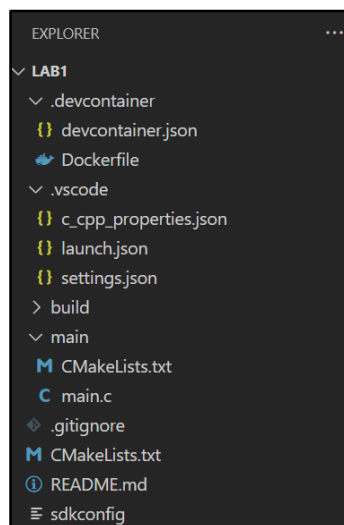 EXPLORER
LAB1
.devcontainer
{} devcontainer.json
Dockerfile
.vscode
{} c_cpp_properties.json
{} launch.json
{} settings.json
build
main
M CMakeLists.txt
C main.c
.gitignore
M CMakeLists.txt
README.md
sdkconfig